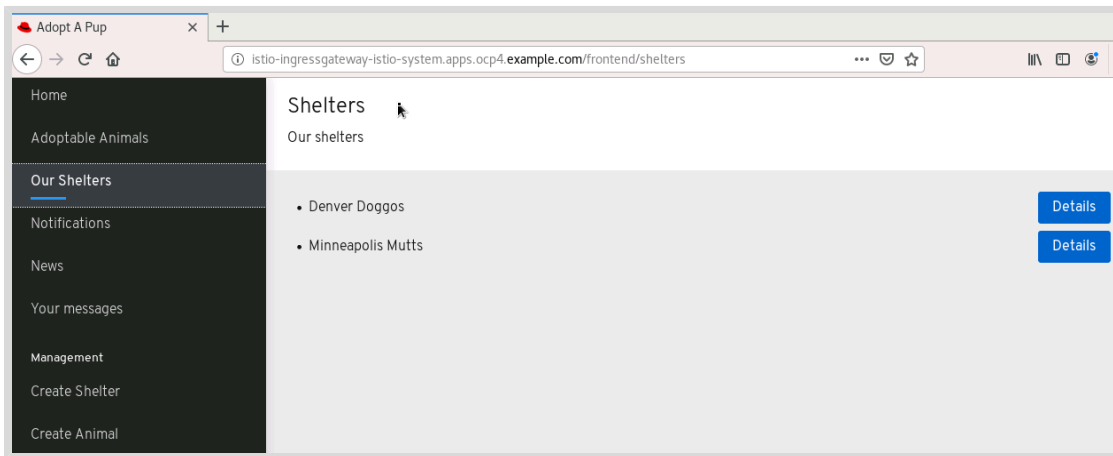 Adopt A Pup
istio-ingressgateway-istio-system.apps.ocp4.example.com/frontend/shelters
Home
Adoptable Animals
Our Shelters
Notifications
News
Your messages
Management
Create Shelter
Create Animal
Shelters
Our shelters
• Denver Doggos Details
• Minneapolis Mutts Details